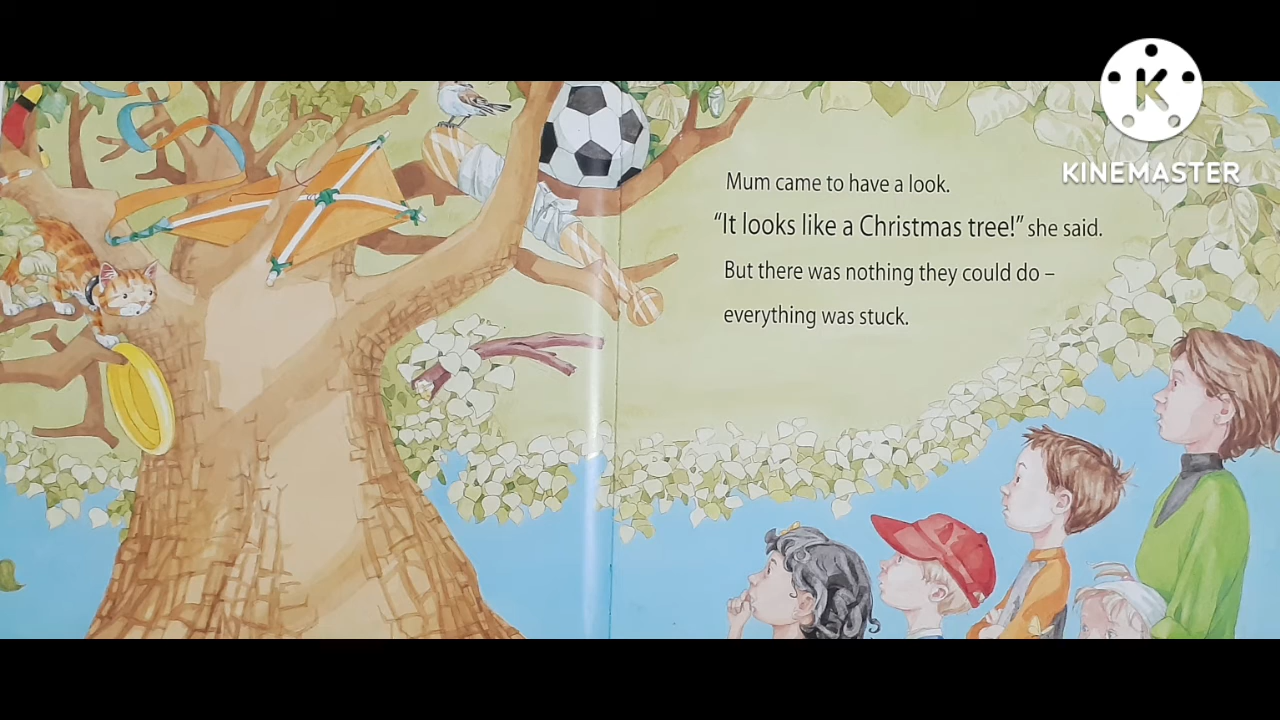 K
KINEMASTER
Mum came to have a look.
“It looks like a Christmas tree!” she said.
But there was nothing they could do –
everything was stuck.